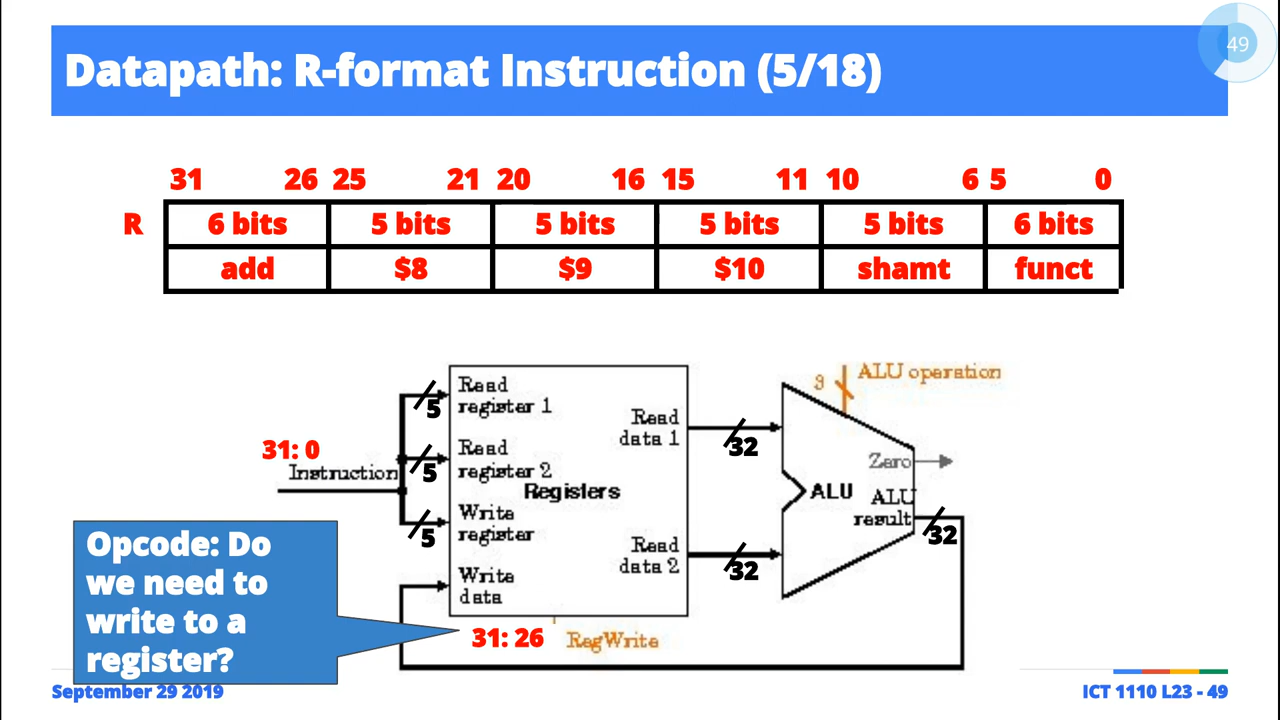 49
Datapath: R-format Instruction (5/18)
31 26 25 21 20 16 15 11 10 6 5 0
R 6 bits 5 bits 5 bits 5 bits 5 bits 6 bits
add $8 $9 $10 shamt funct
Read
register 1
5
Read
register 2
5
Write
register
5
Write
data
31: 0
Instruction
Registers
Read
data 1
32
Read
data 2
32
3
ALU operation
Zero
ALU
ALU
result
32
31: 26
RegWrite
Opcode: Do
we need to
write to a
register?
September 29 2019
ICT 1110 L23 - 49